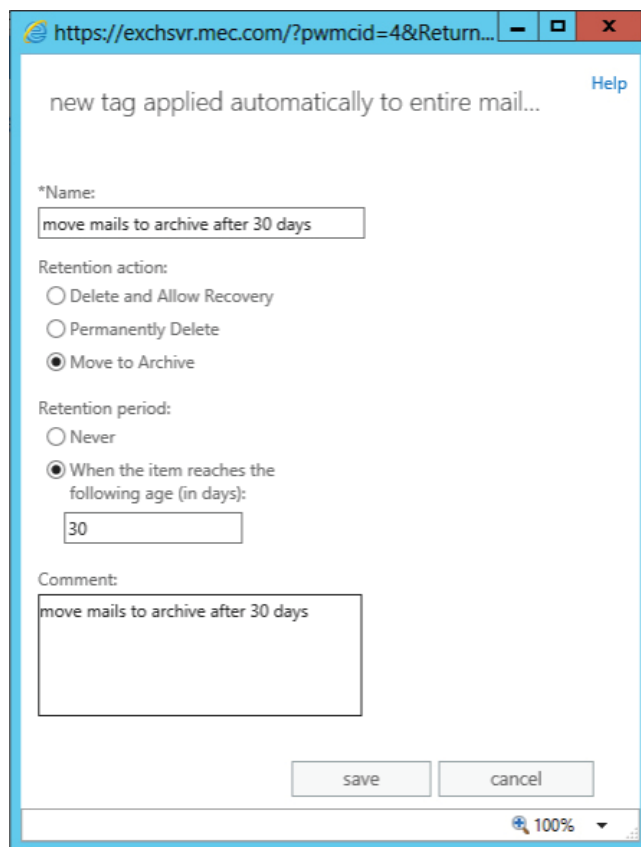 https://exchsvr.mec.com/?pwmcid=4&Return...
Help
new tag applied automatically to entire mail...
*Name:
move mails to archive after 30 days
Retention action:
Delete and Allow Recovery
Permanently Delete
Move to Archive
Retention period:
Never
When the item reaches the
following age (in days):
30
Comment:
move mails to archive after 30 days
save cancel
100%